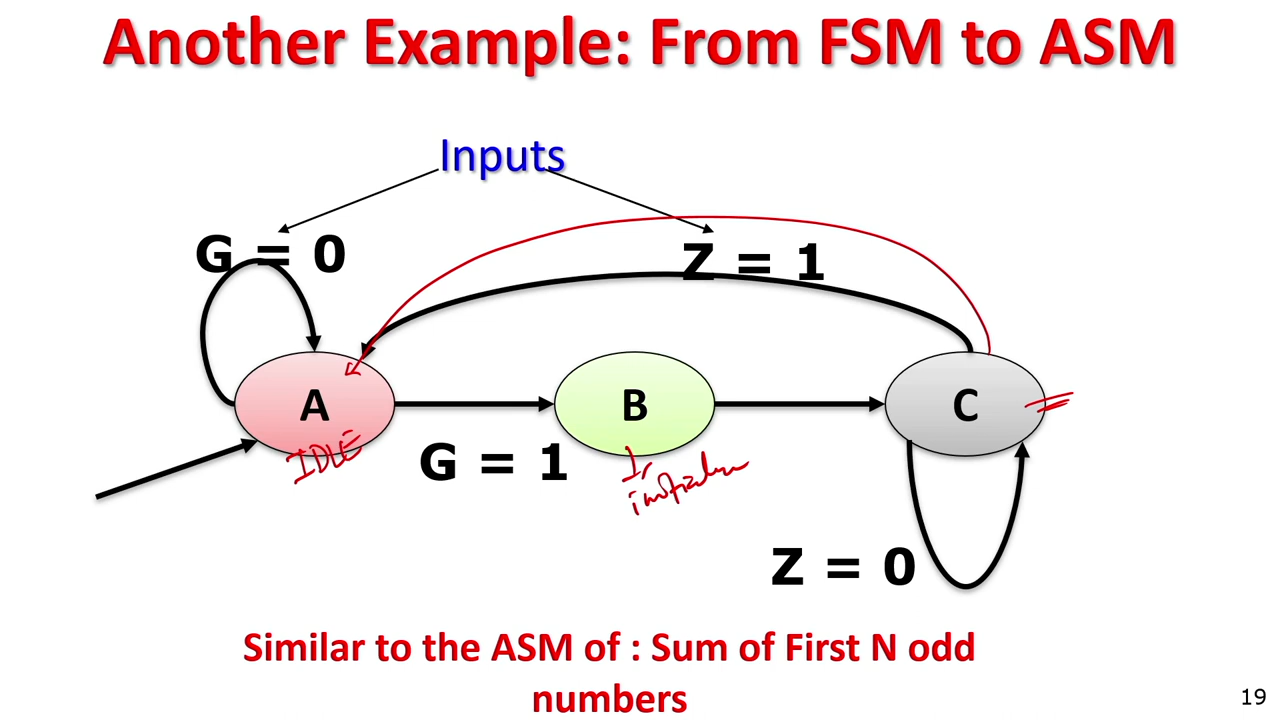 Another Example: From FSM to ASM
Inputs
G = 0
Z = 1
A
B
C
IDLE
G = 1
Z = 0
Similar to the ASM of : Sum of First N odd
numbers
19